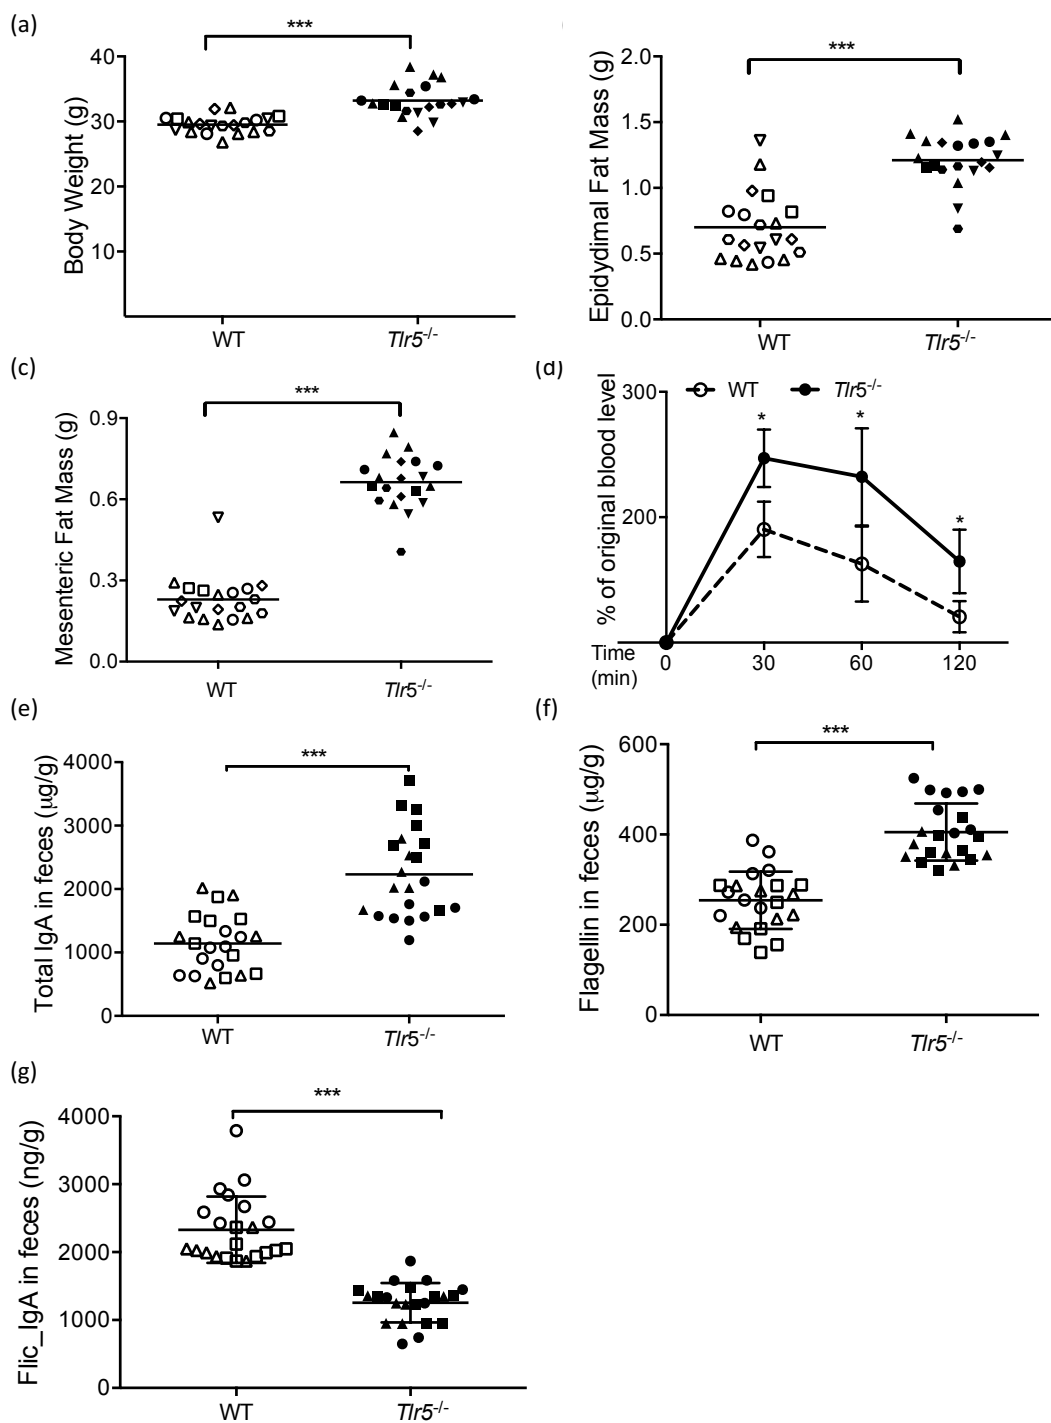 (a)
***
40
30
20
10
Body Weight (g)
WT
Tlr5-/-
***
2.0
1.5
1.0
0.5
0.0
Epidydimal Fat Mass (g)
WT
Tlr5-/-
(c)
***
0.9
0.6
0.3
0.0
Mesenteric Fat Mass (g)
WT
Tlr5-/-
(d)
WT
Tlr5-/-
300
200
% of original blood level
*
*
*
Time
(min)
0
30
60
120
(e)
***
4000
3000
2000
1000
0
Total IgA in feces (μg/g)
WT
Tlr5-/-
(f)
***
600
400
200
0
Flagellin in feces (μg/g)
WT
Tlr5-/-
(g)
***
4000
3000
2000
1000
0
Flic_IgA in feces (ng/g)
WT
Tlr5-/-